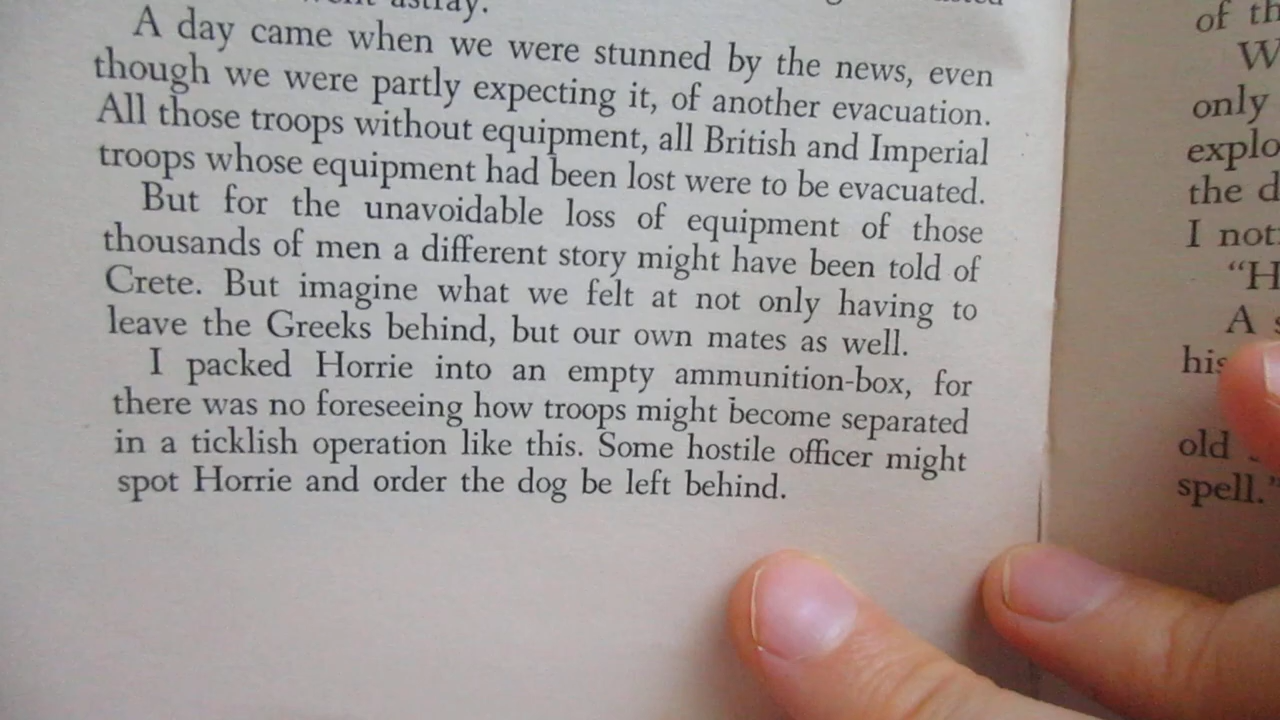 astray.
A day came when we were stunned by the news, even
though we were partly expecting it, of another evacuation.
All those troops without equipment, all British and Imperial
troops whose equipment had been lost were to be evacuated.
But for the unavoidable loss of equipment of those
thousands of men a different story might have been told of
Crete. But imagine what we felt at not only having to
leave the Greeks behind, but our own mates as well.
I packed Horrie into an empty ammunition-box, for
there was no foreseeing how troops might become separated
in a ticklish operation like this. Some hostile officer might
spot Horrie and order the dog be left behind.
of th
W
only
explo
the d
I not
“H
A s
his
old
spell.”